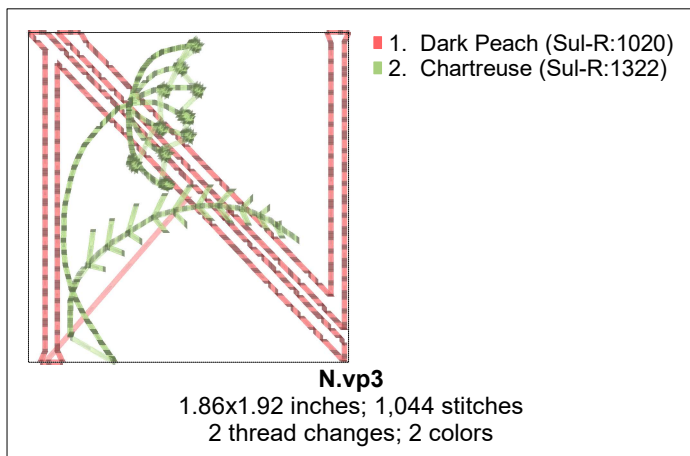 1. Dark Peach (Sul-R:1020)
2. Chartreuse (Sul-R:1322)
N.vp3
1.86x1.92 inches; 1,044 stitches
2 thread changes; 2 colors